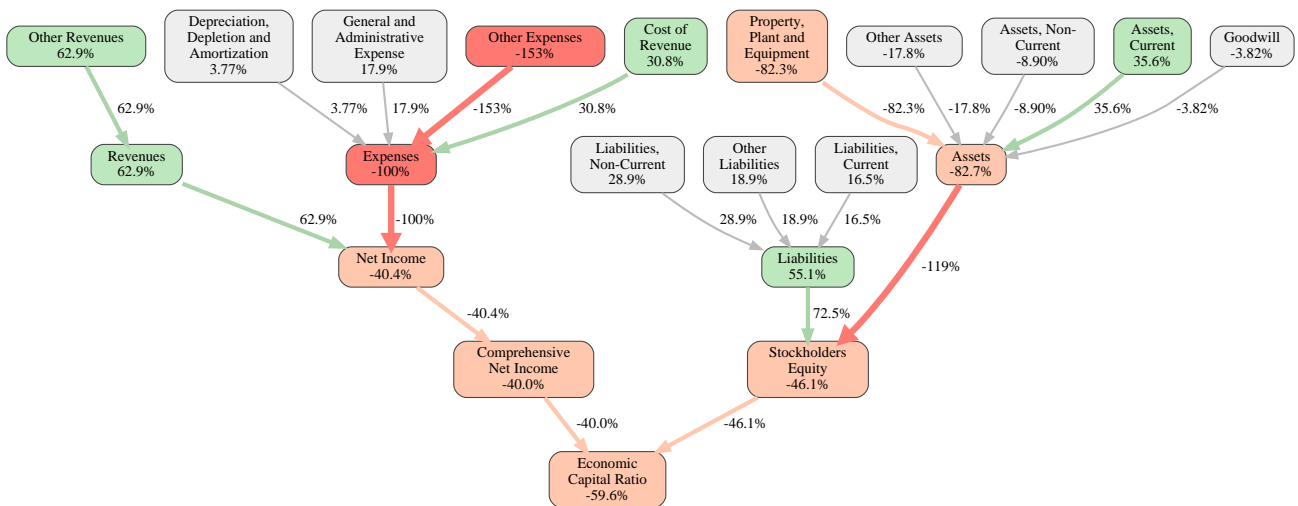 Other Revenues
62.9%
Depreciation,
Depletion and
Amortization
3.77%
General and
Administrative
Expense
17.9%
Other Expenses
-153%
Cost of
Revenue
30.8%
Property,
Plant and
Equipment
-82.3%
Other Assets
-17.8%
Assets, Non-
Current
-8.90%
Assets,
Current
35.6%
Goodwill
-3.82%
62.9%
3.77%
17.9%
-153%
30.8%
-82.3%
-17.8%
-8.90%
35.6%
-3.82%
Revenues
62.9%
Expenses
-100%
Liabilities,
Non-Current
28.9%
Other
Liabilities
18.9%
Liabilities,
Current
16.5%
Assets
-82.7%
62.9%
-100%
28.9%
18.9%
16.5%
-119%
Net Income
-40.4%
Liabilities
55.1%
-40.4%
72.5%
Comprehensive
Net Income
-40.0%
Stockholders
Equity
-46.1%
-40.0%
-46.1%
Economic
Capital Ratio
-59.6%